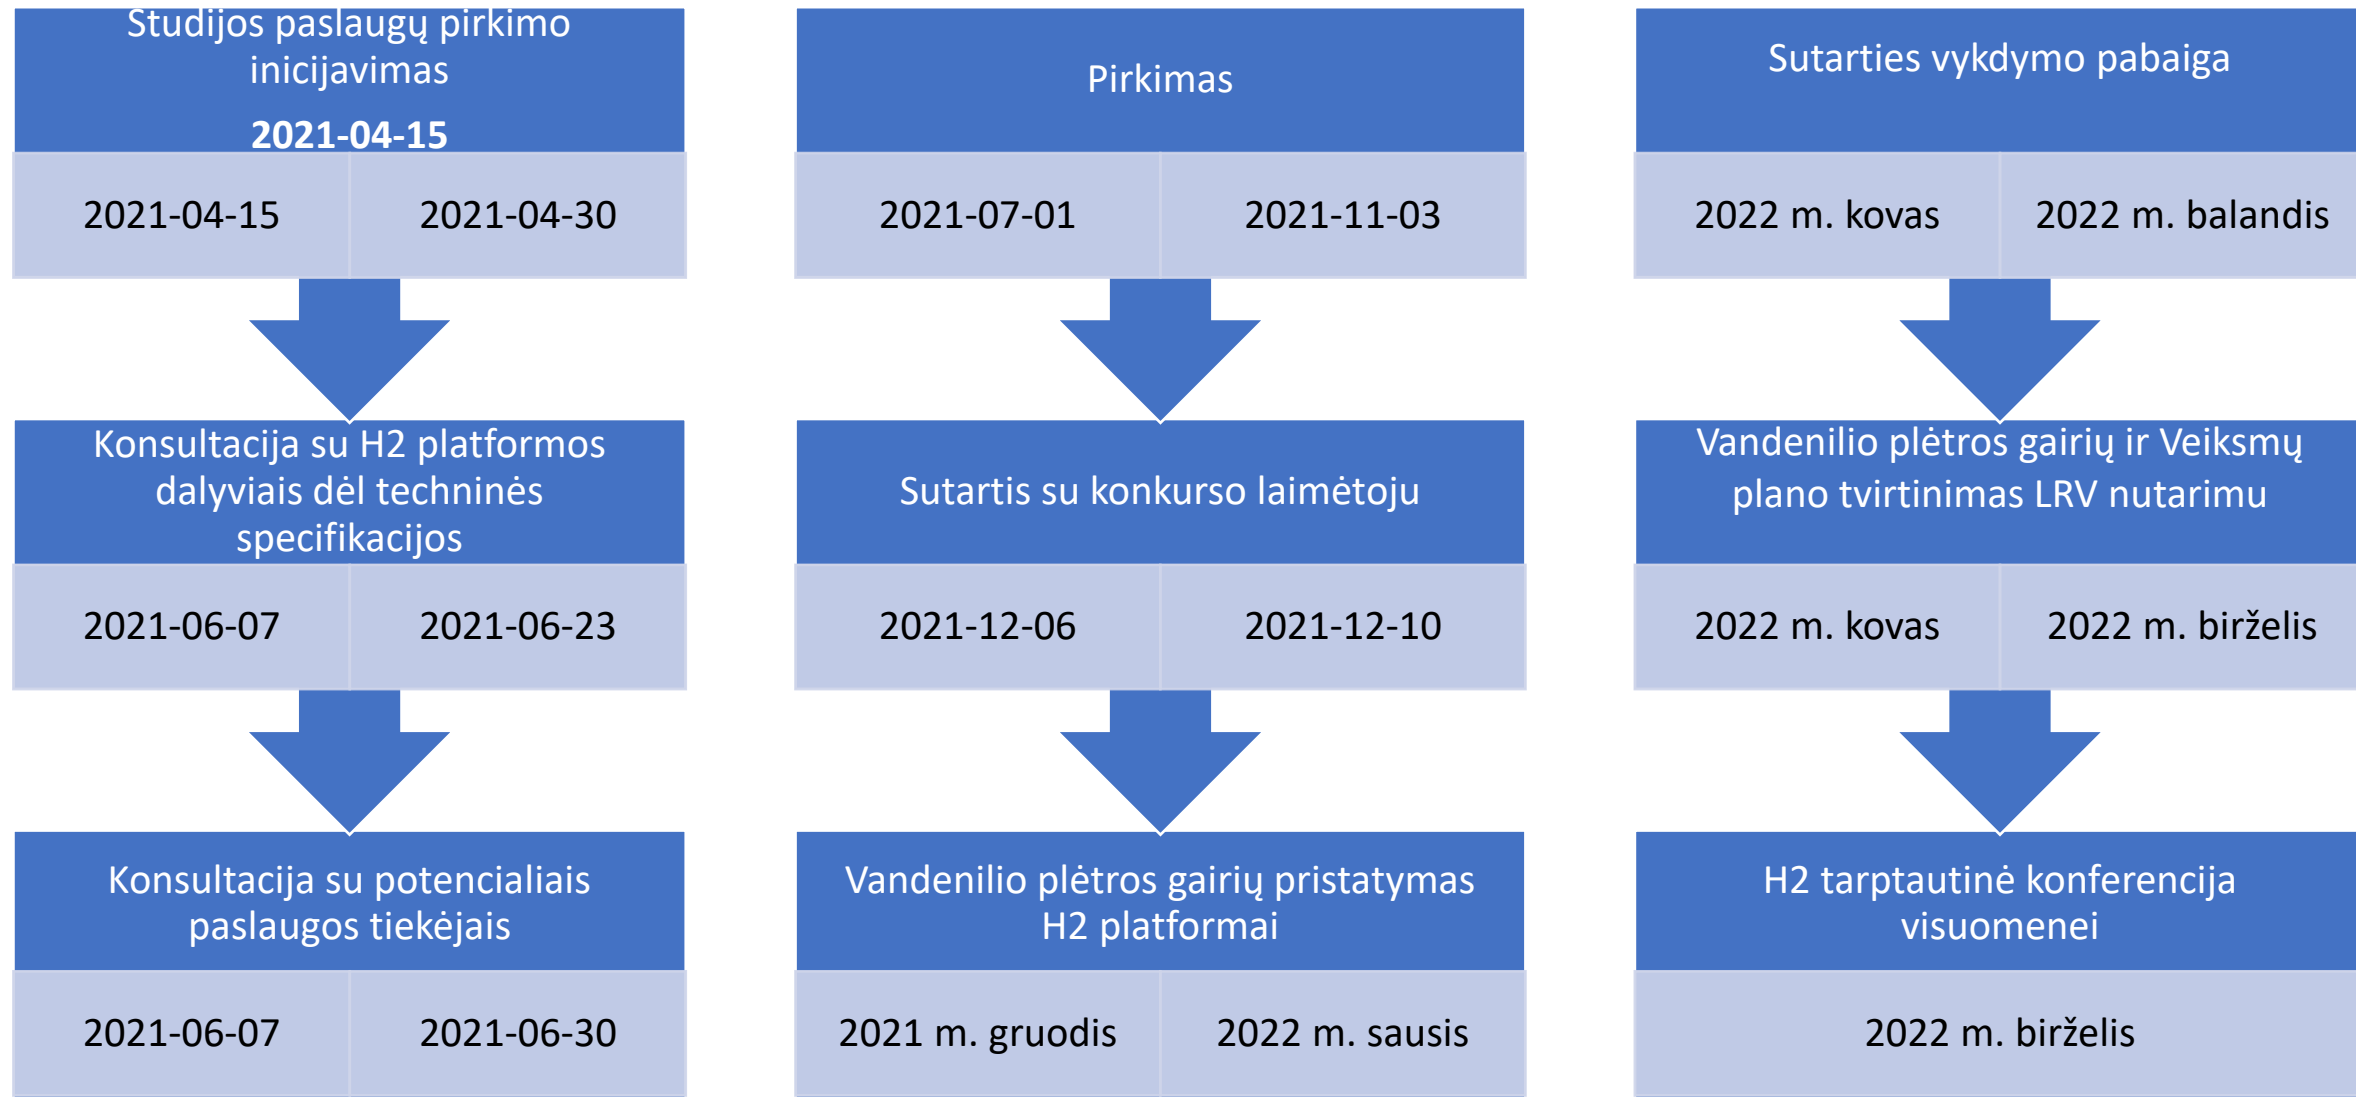 Studijos paslaugų pirkimo
inicijavimas
2021-04-15
2021-04-15
2021-04-30
Konsultacija su H2 platformos
dalyviais dėl techninės
specifikacijos
2021-06-07
2021-06-23
Konsultacija su potencialiais
paslaugos tiekėjais
2021-06-07
2021-06-30
Pirkimas
2021-07-01
2021-11-03
Sutartis su konkurso laimėtoju
2021-12-06
2021-12-10
Vandenilio plėtros gairių pristatymas
H2 platformai
2021 m. gruodis
2022 m. sausis
Sutarties vykdymo pabaiga
2022 m. kovas
2022 m. balandis
Vandenilio plėtros gairių ir Veiksmų
plano tvirtinimas LRV nutarimu
2022 m. kovas
2022 m. birželis
H2 tarptautinė konferencija
visuomenei
2022 m. birželis